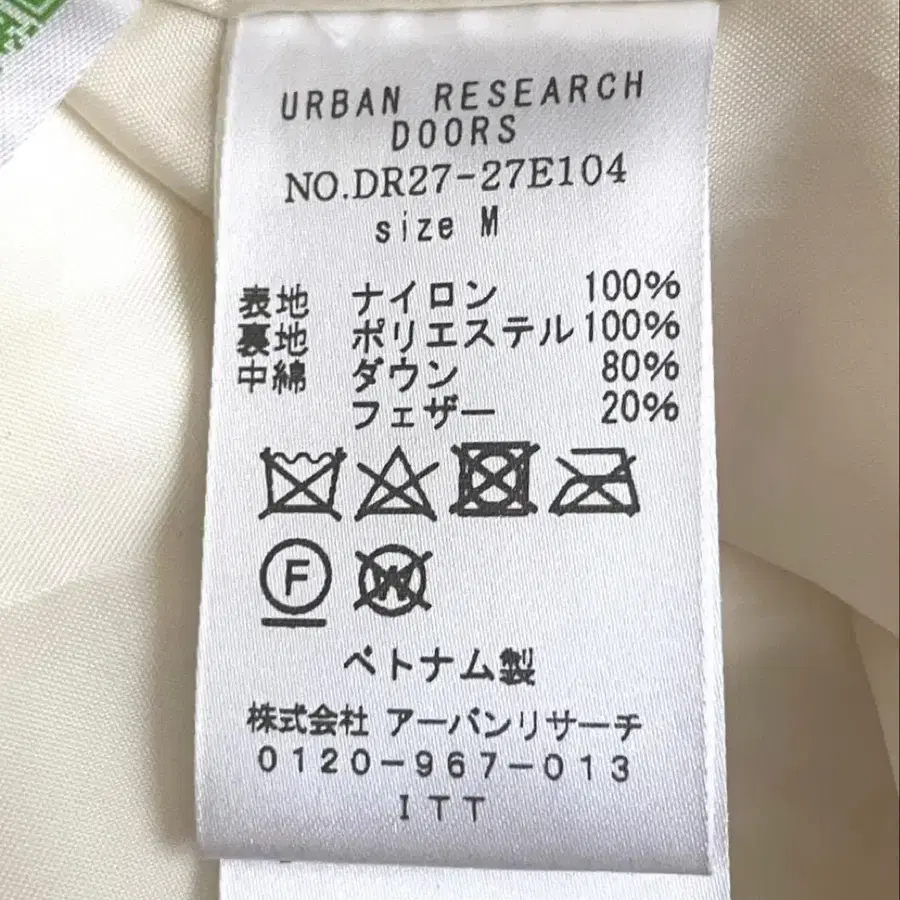 URBAN RESEARCH
DOORS
NO.DR27-27E104
size M
表地 ナイロン 100%
裏地 ポリエステル 100%
中綿 ダウン 80%
フェザー 20%
F
W
ベトナム製
株式会社 アーバンリサーチ
0120-967-013
ITT